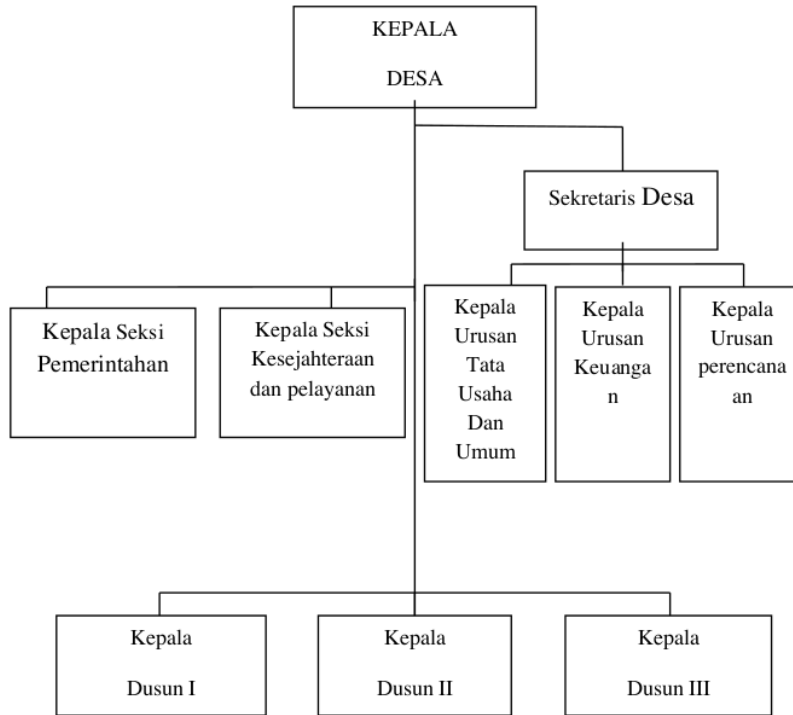 KEPALA
DESA
Sekretaris Desa
Kepala Seksi
Pemerintahan
Kepala Seksi
Kesejahteraan
dan pelayanan
Kepala
Urusan
Tata
Usaha
Dan
Umum
Kepala
Urusan
Keuanga
n
Kepala
Urusan
perencana
an
Kepala
Dusun I
Kepala
Dusun II
Kepala
Dusun III